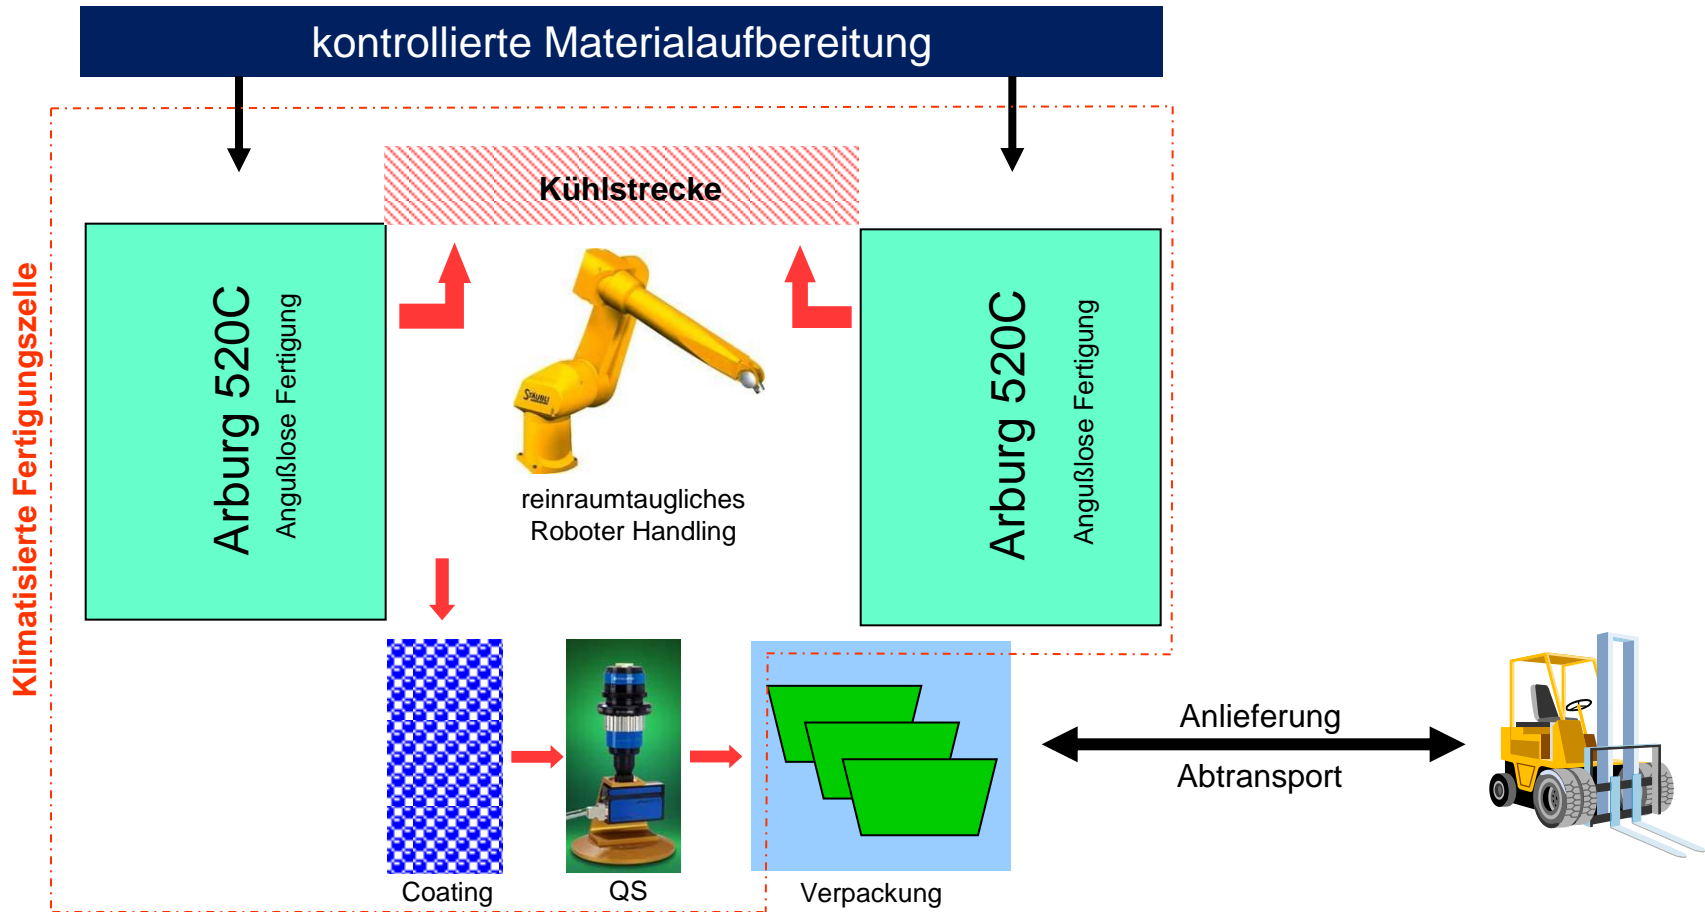 kontrollierte Materialaufbereitung
Kühlstrecke
Klimatisierte Fertigungszelle
Arburg 520C
Angußlose Fertigung
STÄUBLI
reinraumtaugliches
Roboter Handling
Arburg 520C
Angußlose Fertigung
Anlieferung
Abtransport
Coating
QS
Verpackung